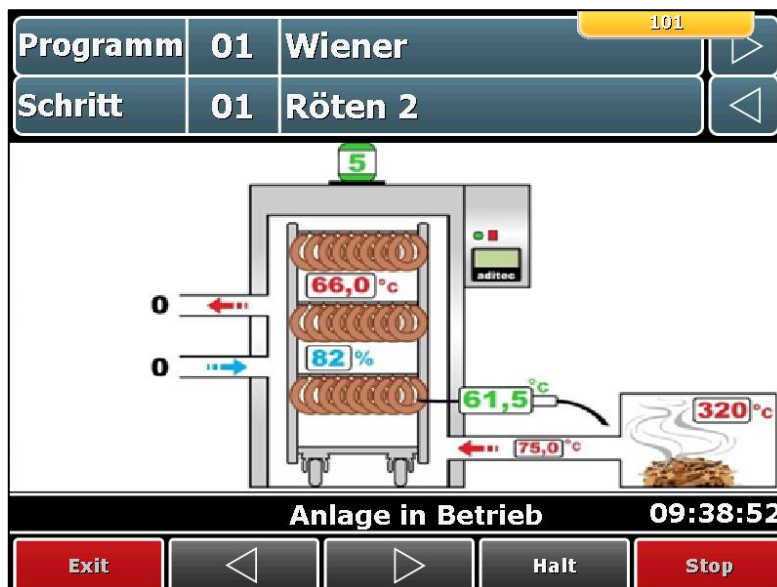 101
Programm 01 Wiener
Schritt 01 Röten 2
5
aditec
66,0 °c
0
82 %
0
61,5 °c
320 °c
75,0 °c
Anlage in Betrieb 09:38:52
Exit Halt Stop